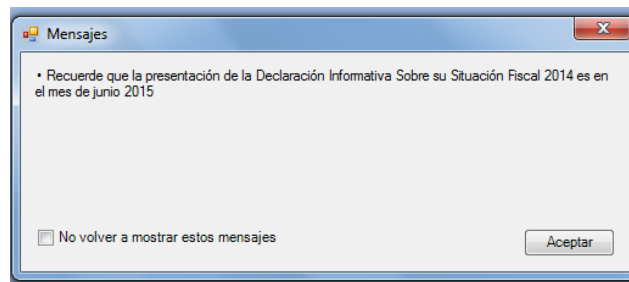 Mensajes
• Recuerde que la presentación de la Declaración Informativa Sobre su Situación Fiscal 2014 es en
el mes de junio 2015
No volver a mostrar estos mensajes
Aceptar